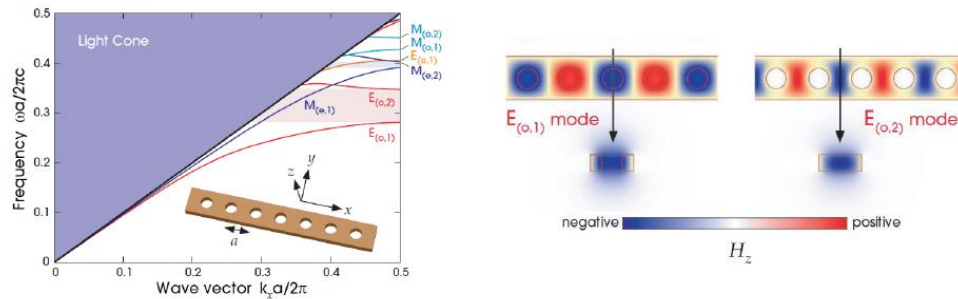 0.5
0.4
0.3
0.2
0.1
0
Frequency ωa/2πc
Light Cone
M(o,2)
M(o,1)
E(o,1)
M(e,2)
E(o,2)
M(e,1)
E(o,1)
z y x
a
0 0.1 0.2 0.3 0.4 0.5
Wave vector kₓa/2π
E(o,1) mode
E(o,2) mode
negative positive
Hz